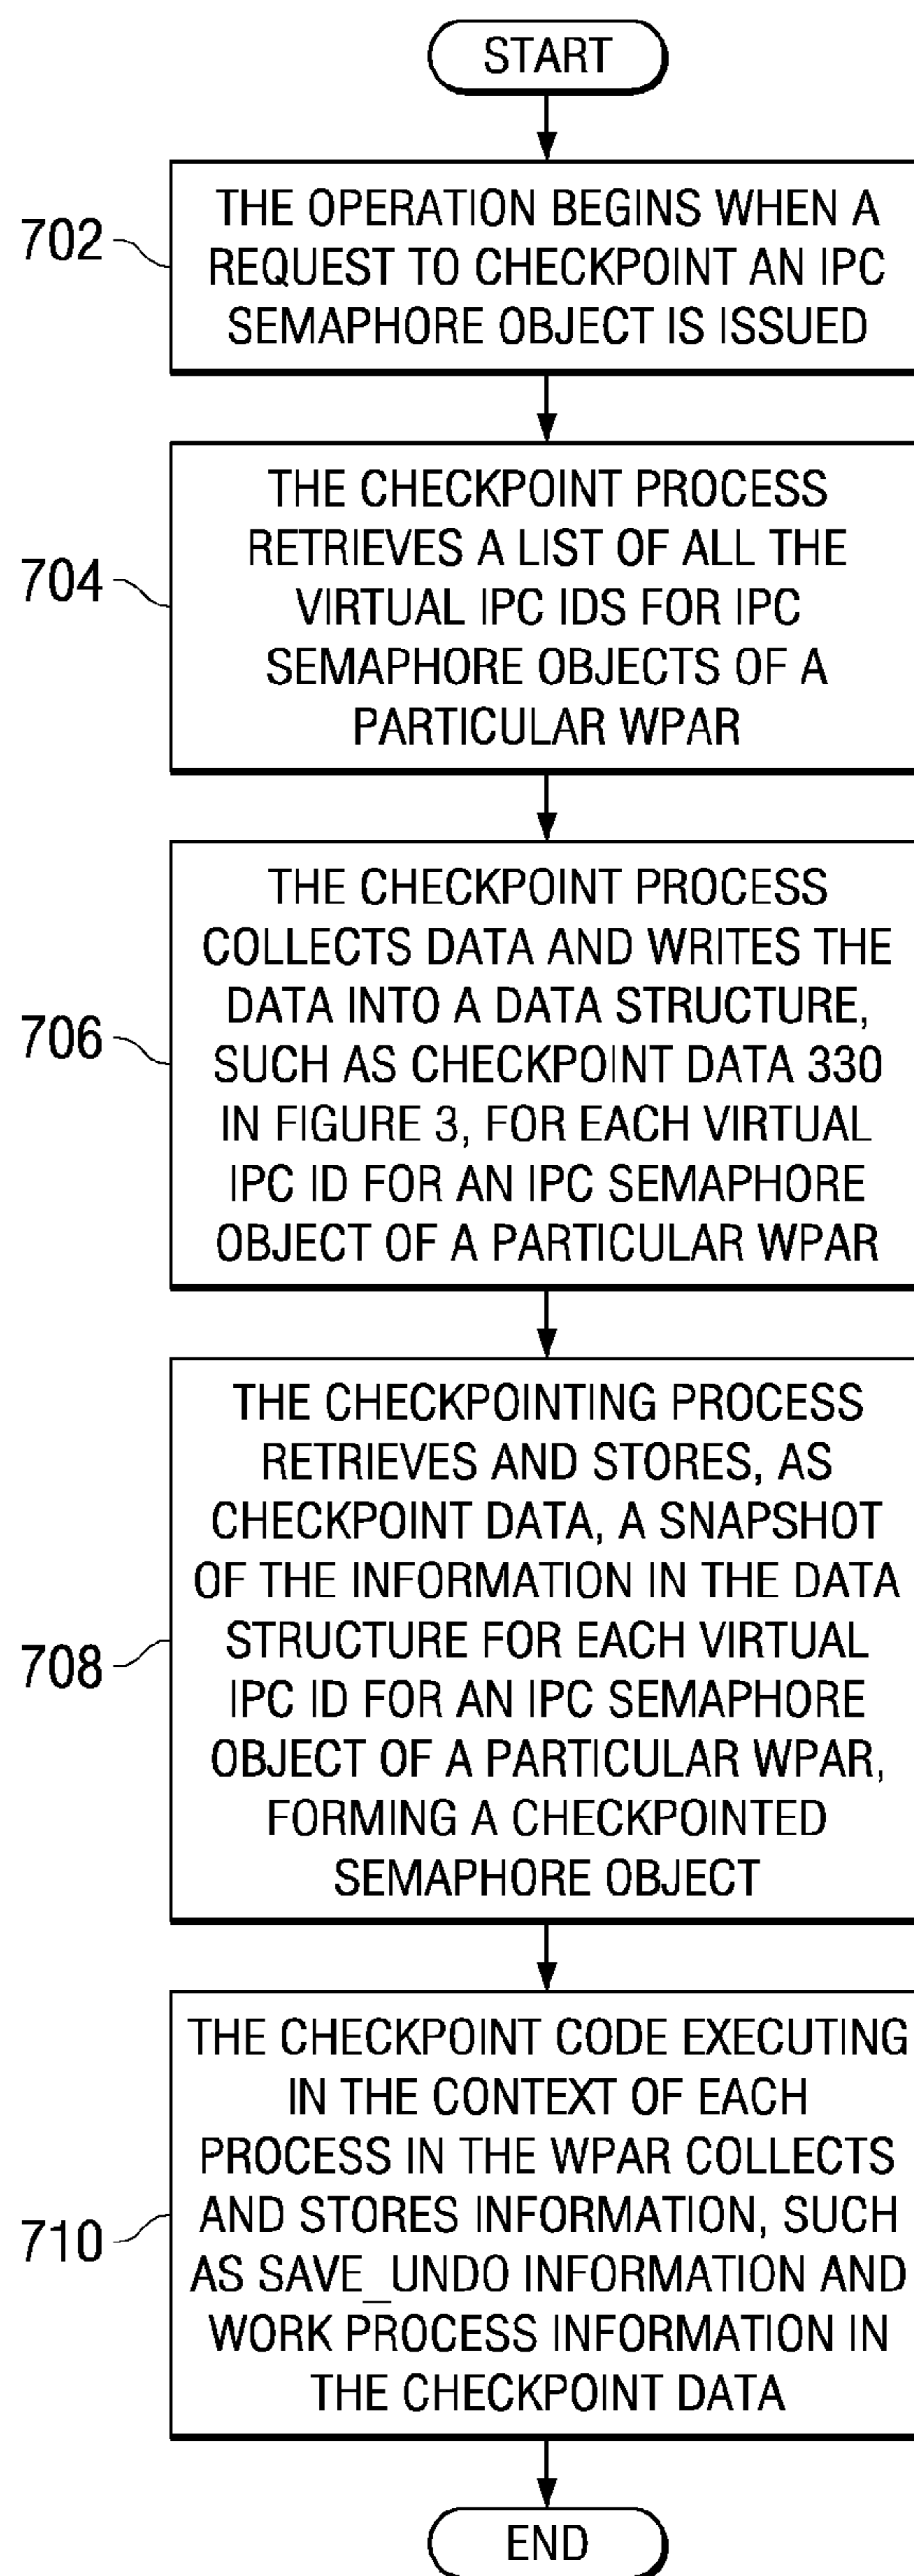 START
702
THE OPERATION BEGINS WHEN A
REQUEST TO CHECKPOINT AN IPC
SEMAPHORE OBJECT IS ISSUED
704
THE CHECKPOINT PROCESS
RETRIEVES A LIST OF ALL THE
VIRTUAL IPC IDS FOR IPC
SEMAPHORE OBJECTS OF A
PARTICULAR WPAR
706
THE CHECKPOINT PROCESS
COLLECTS DATA AND WRITES THE
DATA INTO A DATA STRUCTURE,
SUCH AS CHECKPOINT DATA 330
IN FIGURE 3, FOR EACH VIRTUAL
IPC ID FOR AN IPC SEMAPHORE
OBJECT OF A PARTICULAR WPAR
708
THE CHECKPOINTING PROCESS
RETRIEVES AND STORES, AS
CHECKPOINT DATA, A SNAPSHOT
OF THE INFORMATION IN THE DATA
STRUCTURE FOR EACH VIRTUAL
IPC ID FOR AN IPC SEMAPHORE
OBJECT OF A PARTICULAR WPAR,
FORMING A CHECKPOINTED
SEMAPHORE OBJECT
710
THE CHECKPOINT CODE EXECUTING
IN THE CONTEXT OF EACH
PROCESS IN THE WPAR COLLECTS
AND STORES INFORMATION, SUCH
AS SAVE_UNDO INFORMATION AND
WORK PROCESS INFORMATION IN
THE CHECKPOINT DATA
END